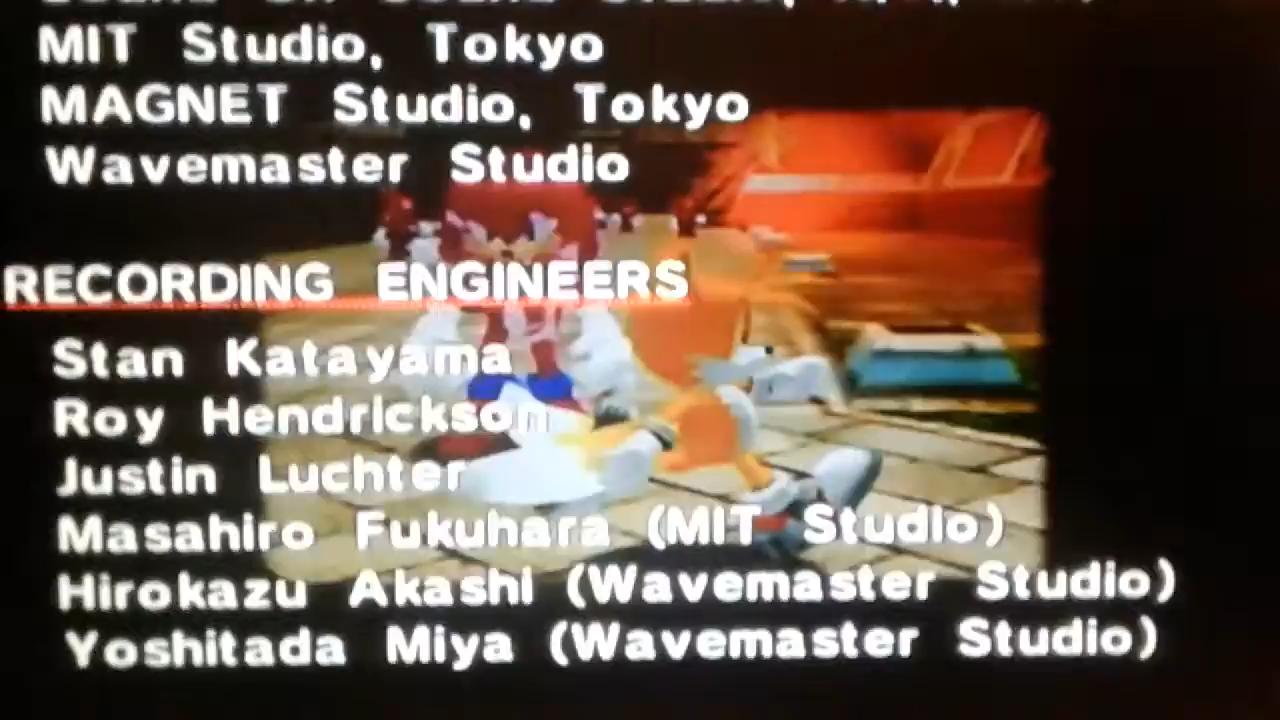 MIT Studio, Tokyo
MAGNET Studio, Tokyo
Wavemaster Studio
RECORDING ENGINEERS
Stan Katayama
Roy Hendrickson
Justin Luchter
Masahiro Fukuhara (MIT Studio)
Hirokazu Akashi (Wavemaster Studio)
Yoshitada Miya (Wavemaster Studio)